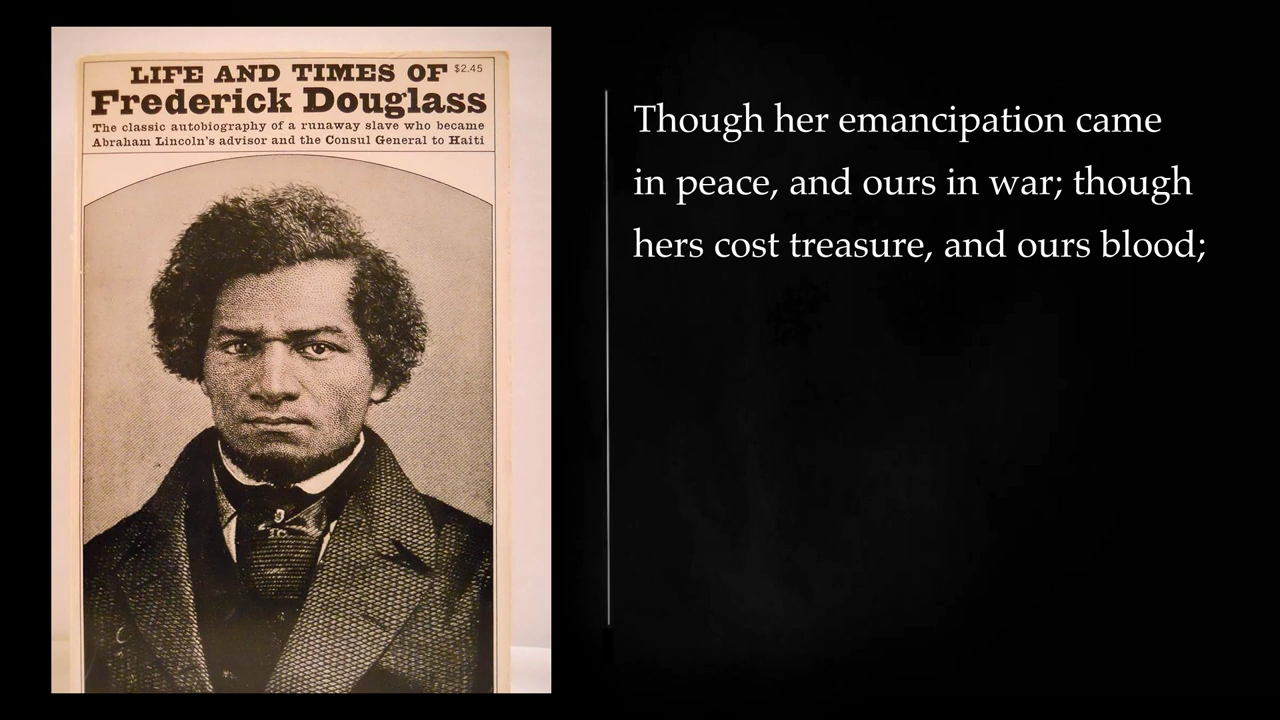 LIFE AND TIMES OF $2.45
Frederick Douglass
The classic autobiography of a runaway slave who became
Abraham Lincoln's advisor and the Consul General to Haiti
Though her emancipation came
in peace, and ours in war; though
hers cost treasure, and ours blood;